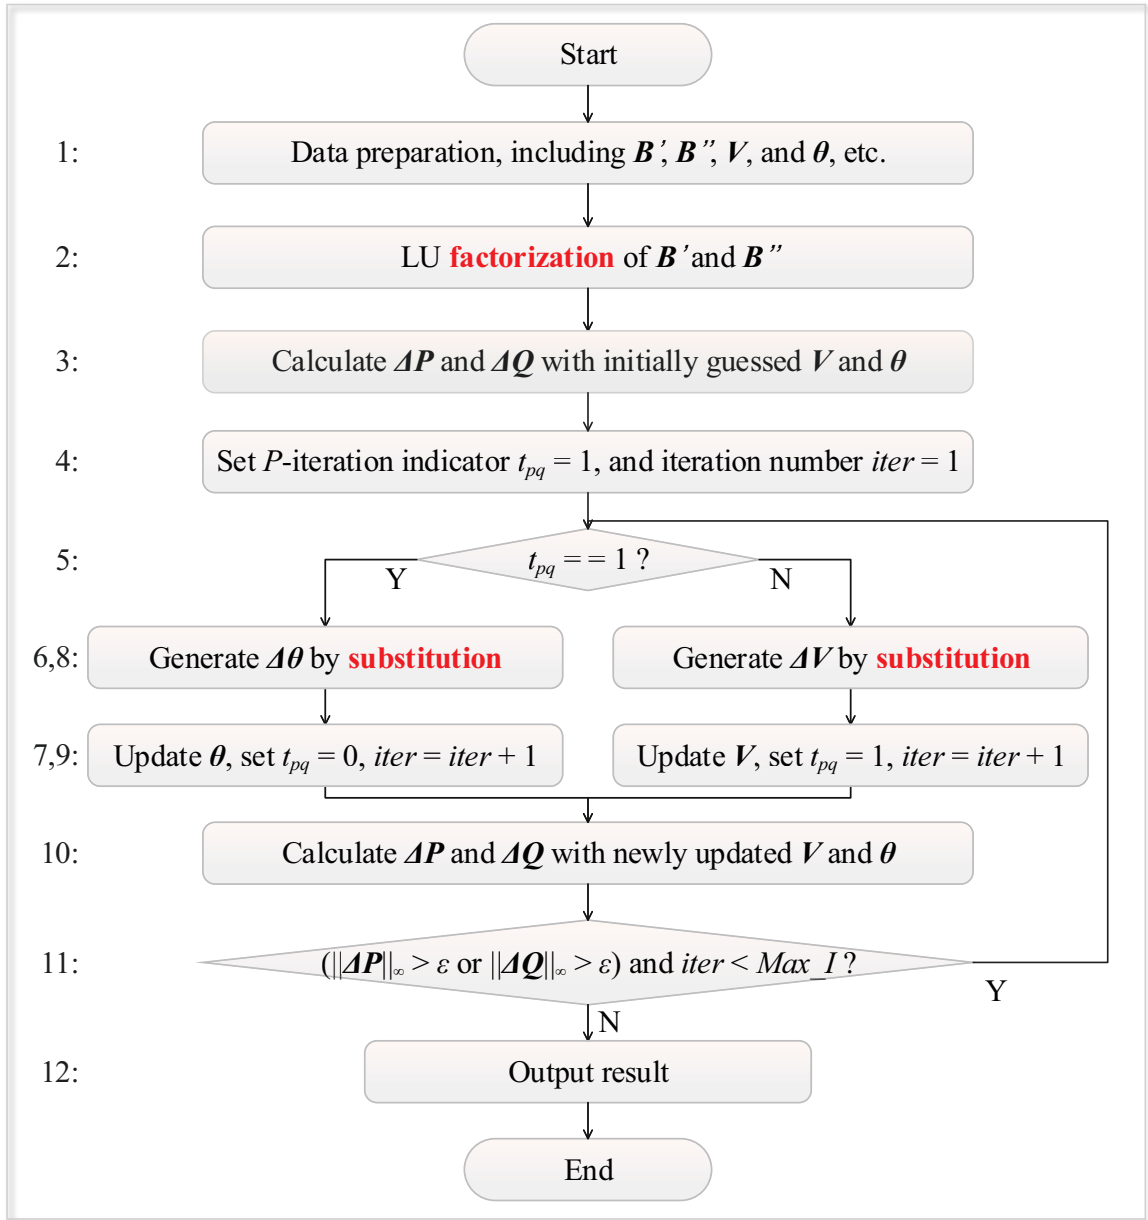 Start
1: Data preparation, including B′, B″, V, and θ, etc.
2: LU factorization of B′ and B″
3: Calculate ΔP and ΔQ with initially guessed V and θ
4: Set P-iteration indicator tpq = 1, and iteration number iter = 1
5: tpq = = 1 ?
Y N
6,8: Generate Δθ by substitution Generate ΔV by substitution
7,9: Update θ, set tpq = 0, iter = iter + 1 Update V, set tpq = 1, iter = iter + 1
10: Calculate ΔP and ΔQ with newly updated V and θ
11: (||ΔP||∞ > ε or ||ΔQ||∞ > ε) and iter < Max_I ?
Y
N
12: Output result
End